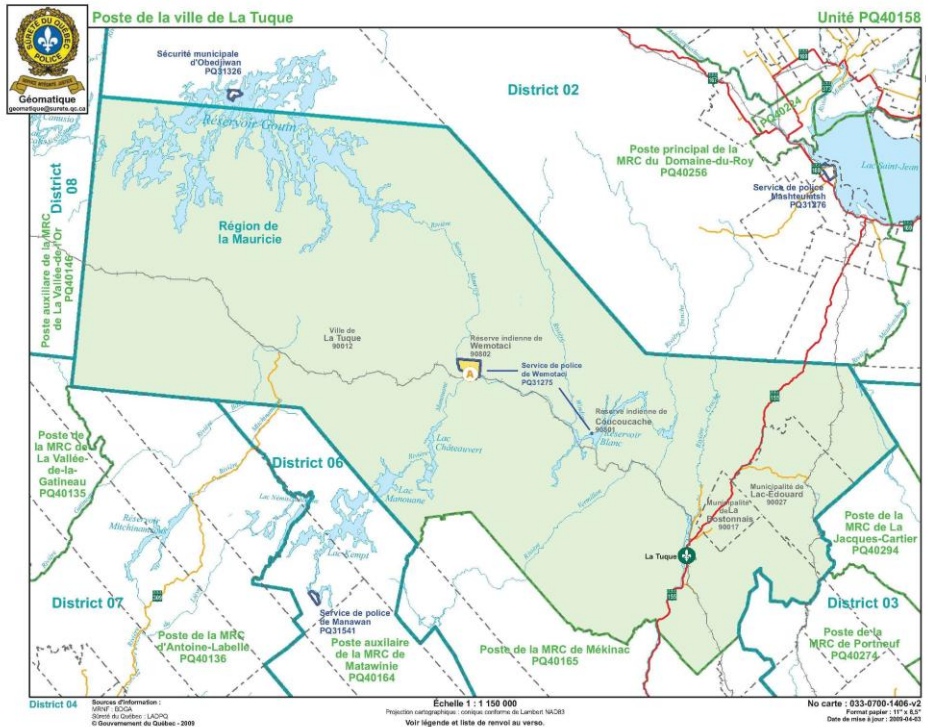 Poste de la ville de La Tuque
Unité PQ40158
SÛRETÉ DU QUÉBEC
POLICE
SERVICE INTÉGRITÉ JUSTICE
Géomatique
geomatique@surete.qc.ca
Sécurité municipale
d'Obedjiwan
PQ31326
District 02
PQ40224
Réservoir Gouin
Poste principal de la
MRC du Domaine-du-Roy
PQ40256
Lac Saint-Jean
Service de police
Mashteuiatsh
PQ31376
District
08
Région de
la Mauricie
Poste auxiliaire de la MRC
de La Vallée-de-l'Or
PQ40146
Ville de
La Tuque
90012
Réserve indienne de
Wemotaci
90802
A
Service de police
de Wemotaci
PQ31275
Réserve indienne de
Coucoucache
90801
Réservoir
Blanc
Lac
Châteauvert
Lac
Manouane
Poste de
la MRC de
La Vallée-
de-la-
Gatineau
PQ40135
District 06
Réservoir
Lac Kempt
Municipalité de
Lac-Édouard
90027
Municipalité
de La
Bostonnais
90017
La Tuque
Poste de la
MRC de La
Jacques-Cartier
PQ40294
District 07
Service de police
de Manawan
PQ31541
District 03
Poste de la MRC
d'Antoine-Labelle
PQ40136
Poste auxilaire
de la MRC de
Matawinie
PQ40164
Poste de la MRC de Mékinac
PQ40165
Poste de la
MRC de Portneuf
PQ40274
District 04
Sources d'information :
MRNF : BDGA
Sûreté du Québec : LADPQ
© Gouvernement du Québec - 2009
Échelle 1 : 1 150 000
Projection cartographique : conique conforme de Lambert NAD83
Voir légende et liste de renvoi au verso.
No carte : 033-0700-1406-v2
Format papier : 11" x 8,5"
Date de mise à jour : 2009-04-03